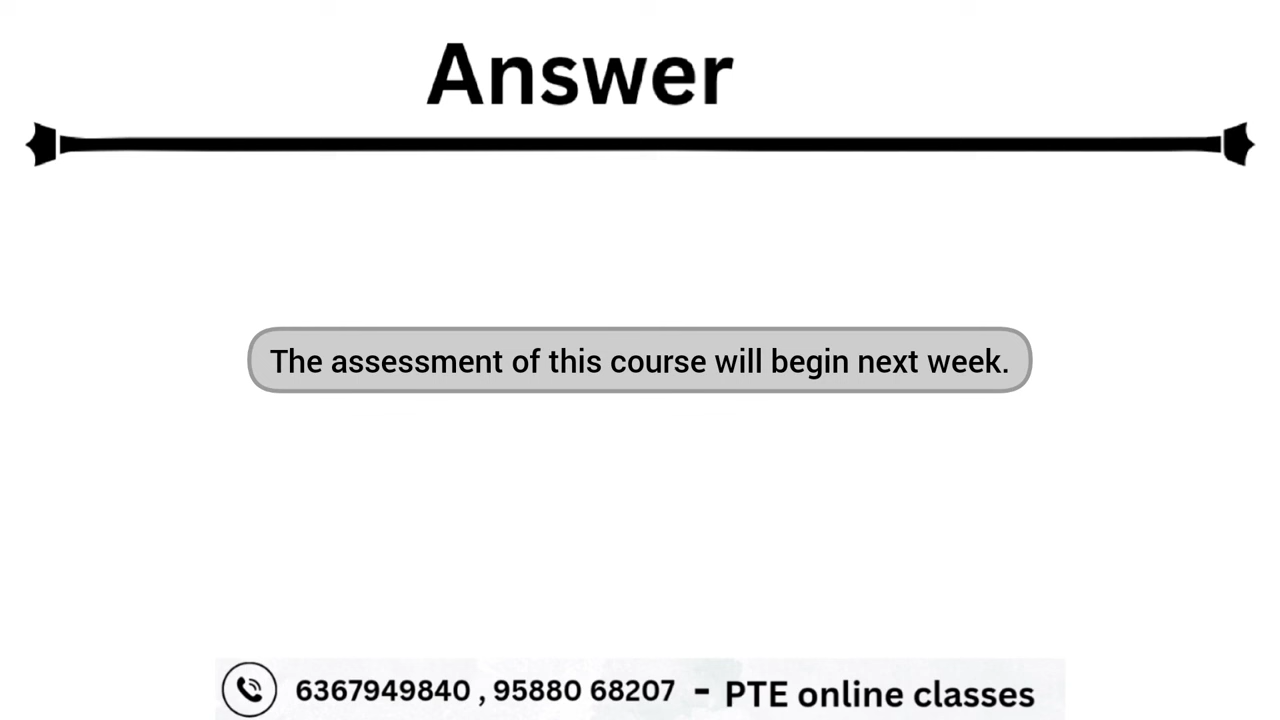 Answer
The assessment of this course will begin next week.
6367949840 , 95880 68207 - PTE online classes